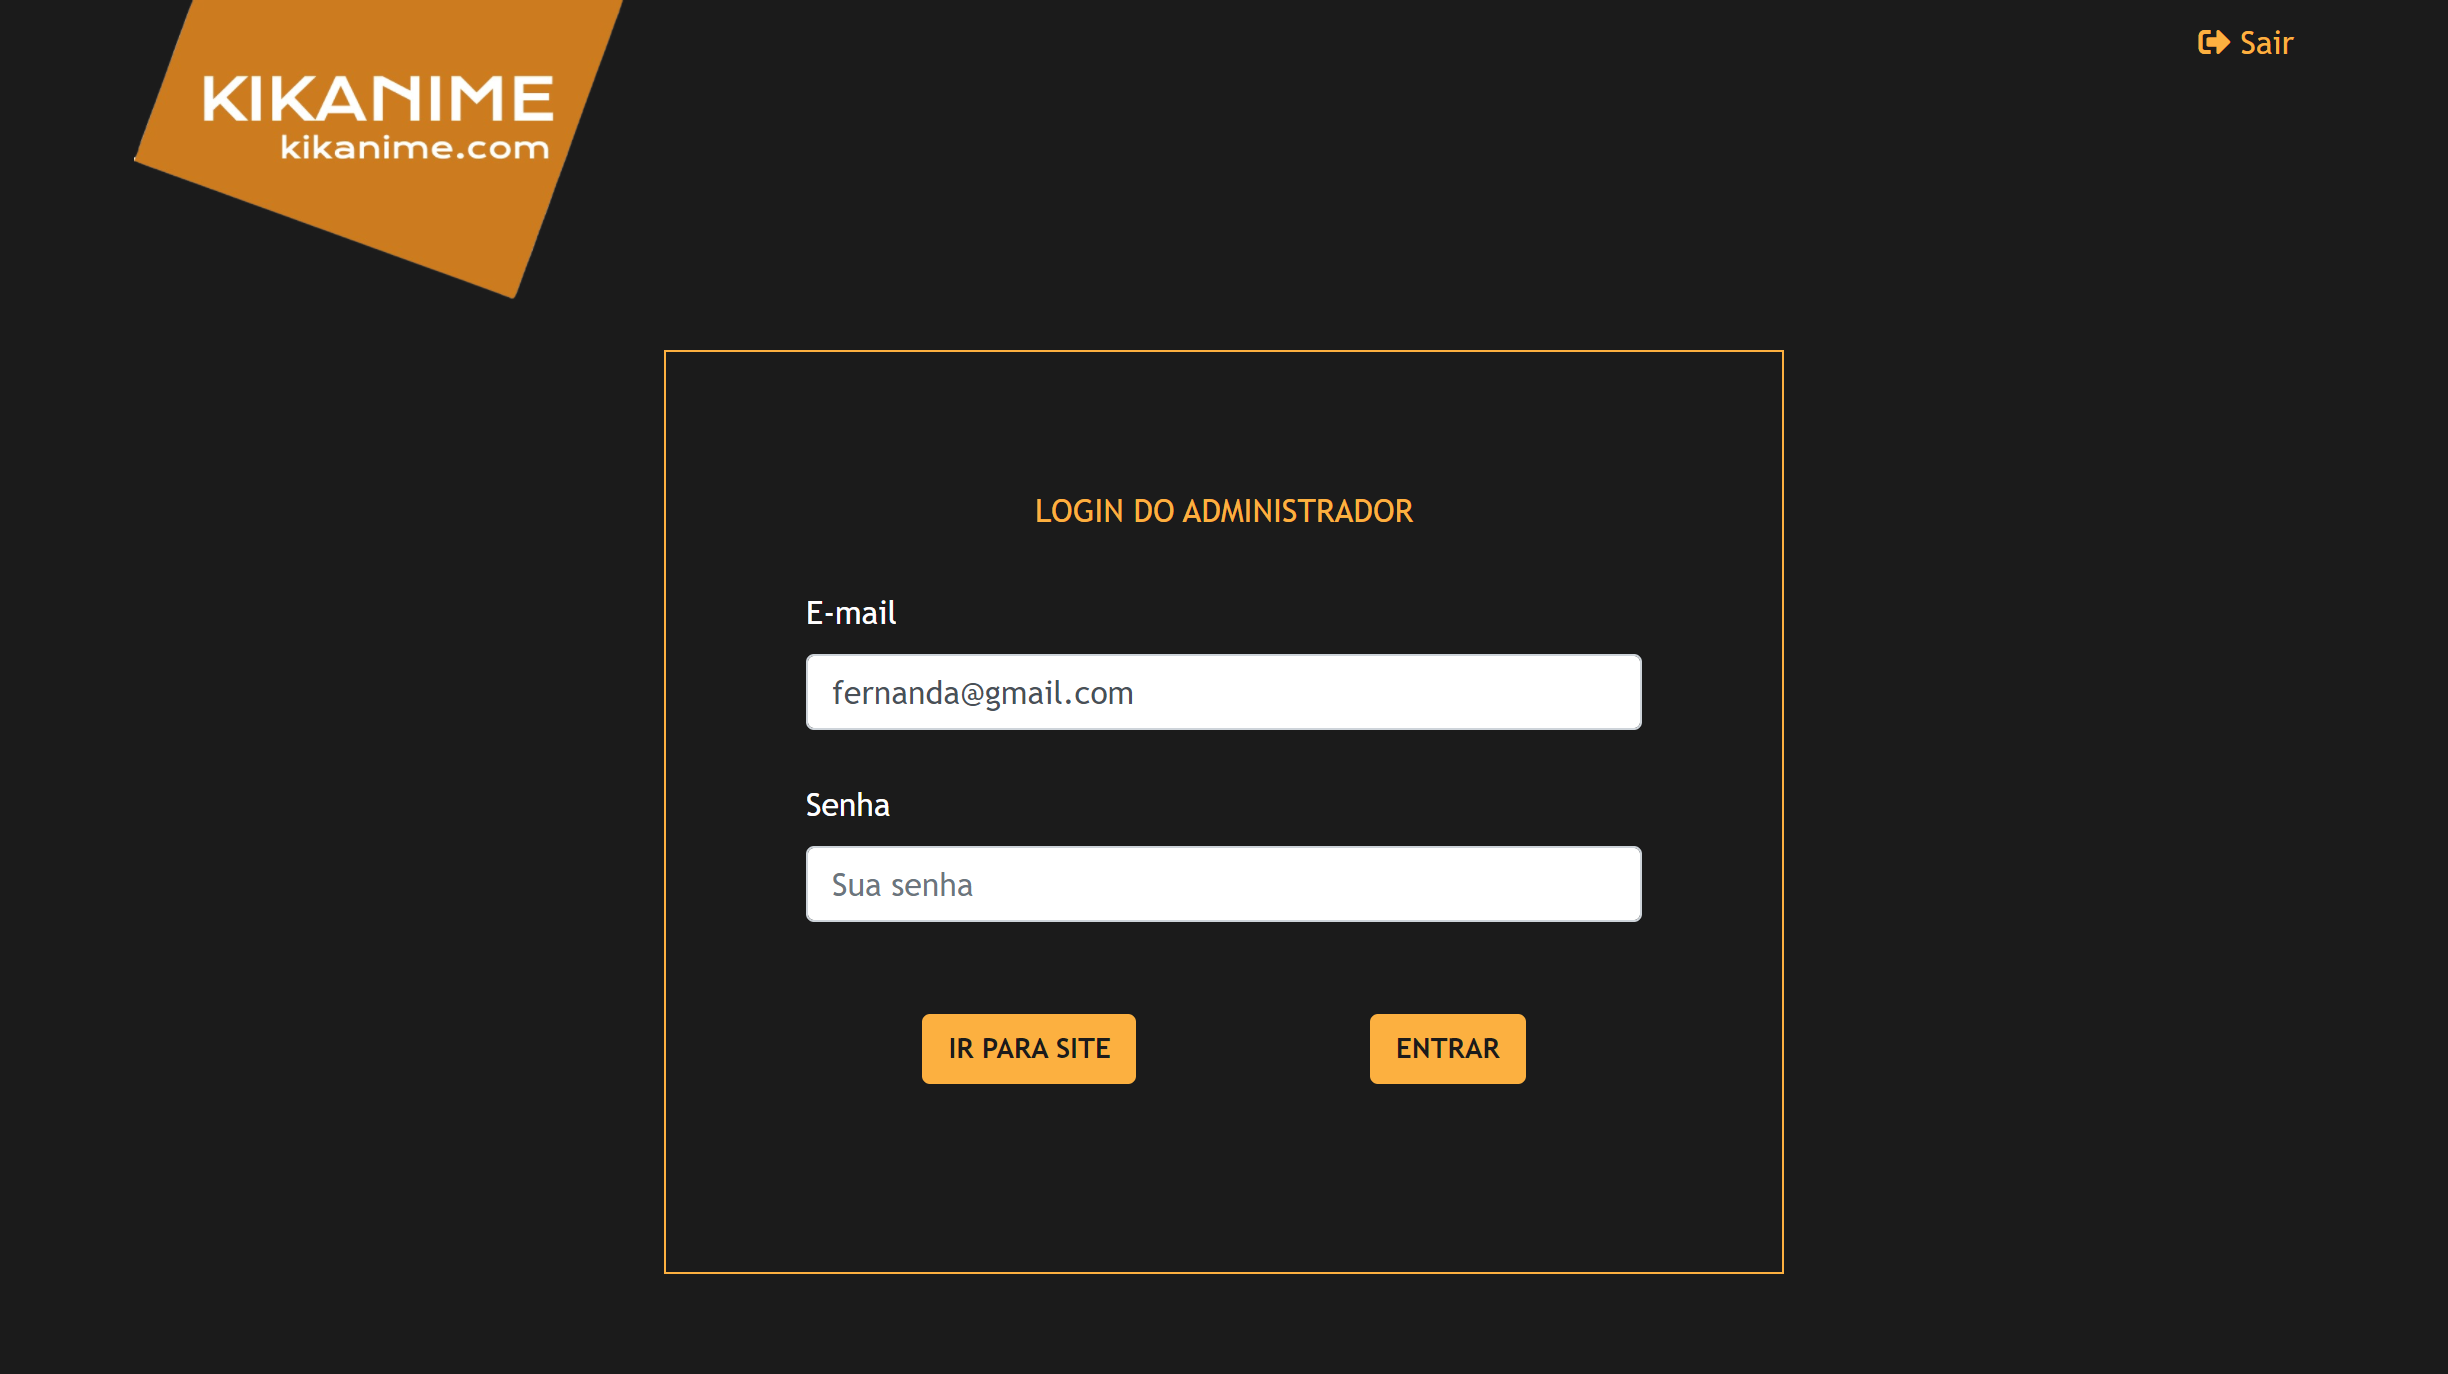 KIKANIME
kikanime.com
Sair
LOGIN DO ADMINISTRADOR
E-mail
fernanda@gmail.com
Senha
Sua senha
IR PARA SITE
ENTRAR